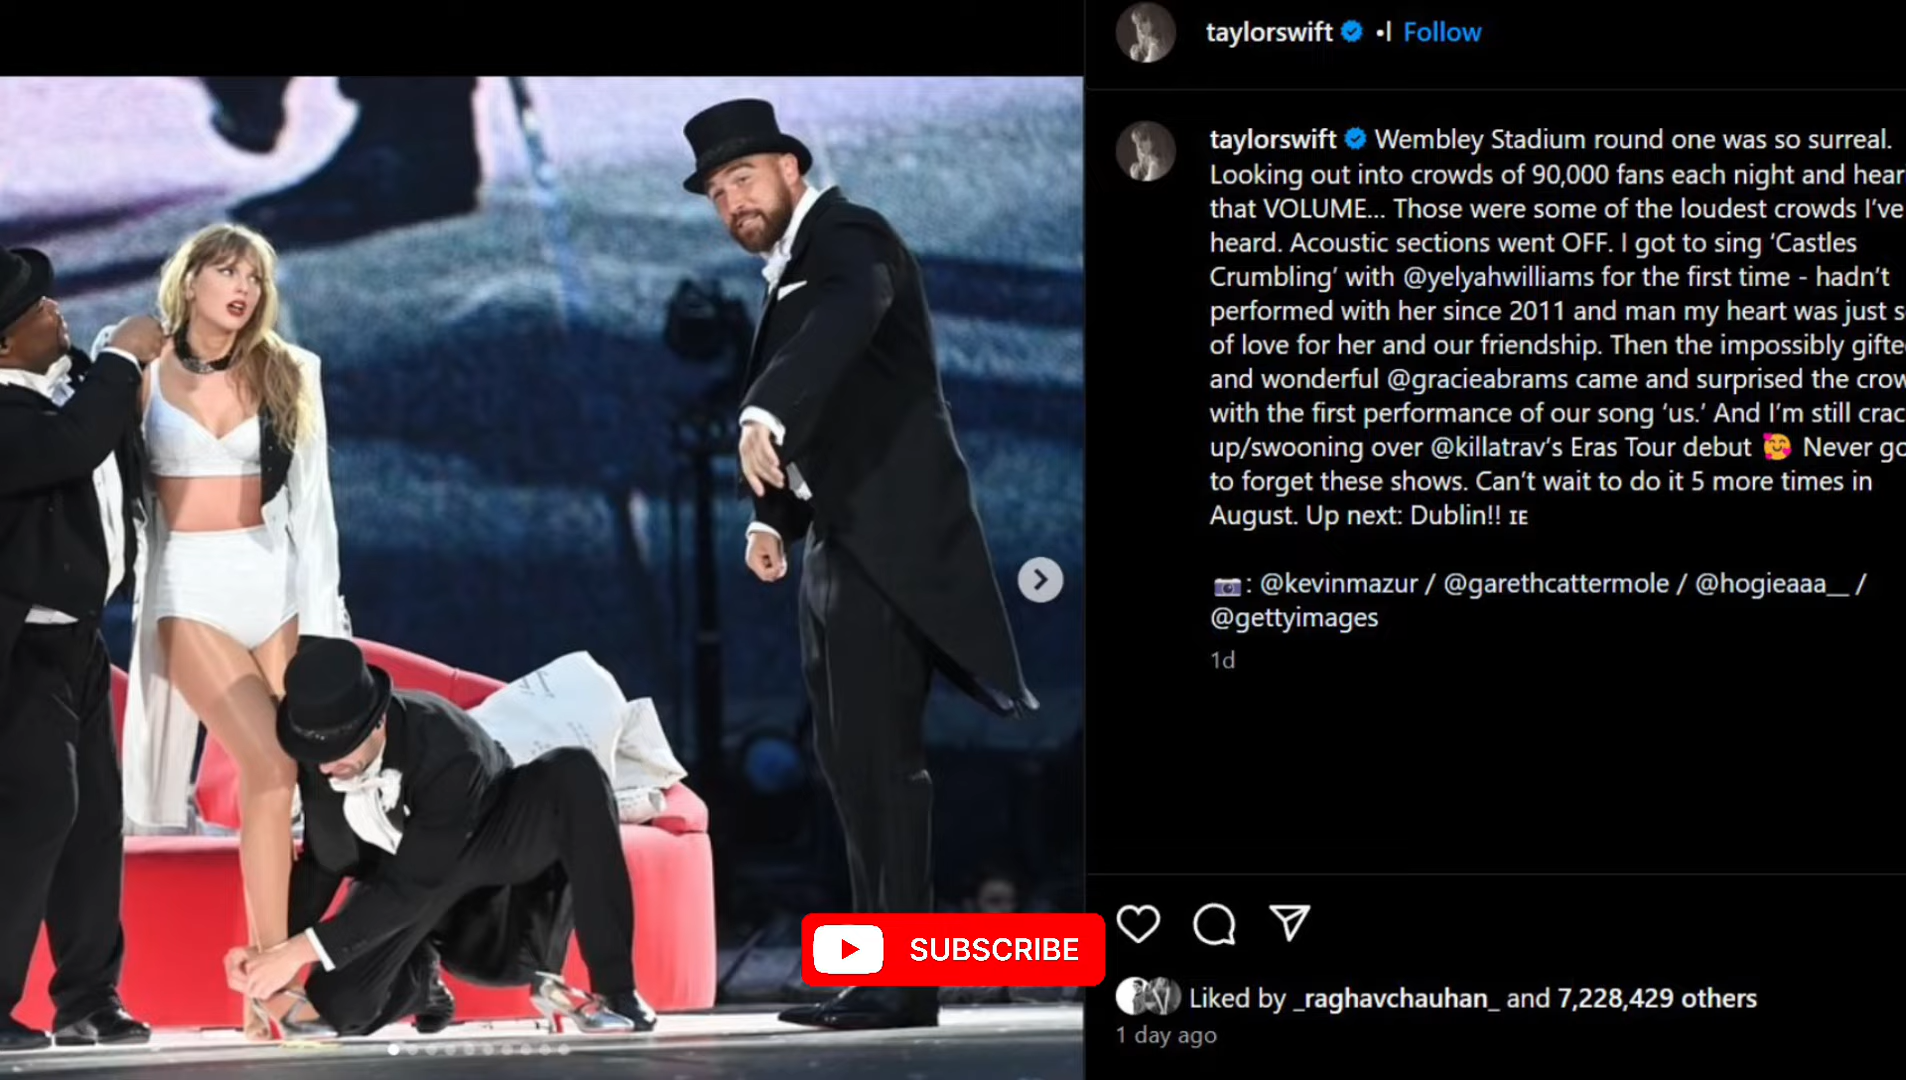 taylorswift • Follow
taylorswift Wembley Stadium round one was so surreal.
Looking out into crowds of 90,000 fans each night and hear
that VOLUME... Those were some of the loudest crowds I've
heard. Acoustic sections went OFF. I got to sing 'Castles
Crumbling' with @yelyahwilliams for the first time - hadn't
performed with her since 2011 and man my heart was just s
of love for her and our friendship. Then the impossibly gifte
and wonderful @gracieabrams came and surprised the crow
with the first performance of our song 'us.' And I'm still crac
up/swooning over @killatrav's Eras Tour debut 🥰 Never go
to forget these shows. Can't wait to do it 5 more times in
August. Up next: Dublin!! IE
📷: @kevinmazur / @garethcattermole / @hogieaaa__ /
@gettyimages
1d
SUBSCRIBE
Liked by _raghavchauhan_ and 7,228,429 others
1 day ago